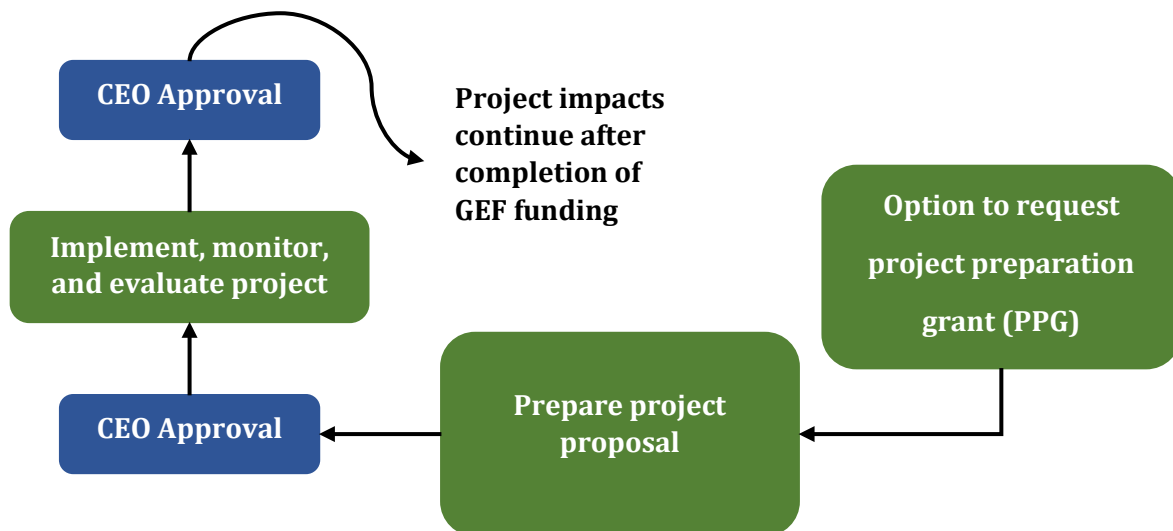 CEO Approval
Project impacts
continue after
completion of
GEF funding
Option to request
project preparation
grant (PPG)
Implement, monitor,
and evaluate project
Prepare project
proposal
CEO Approval